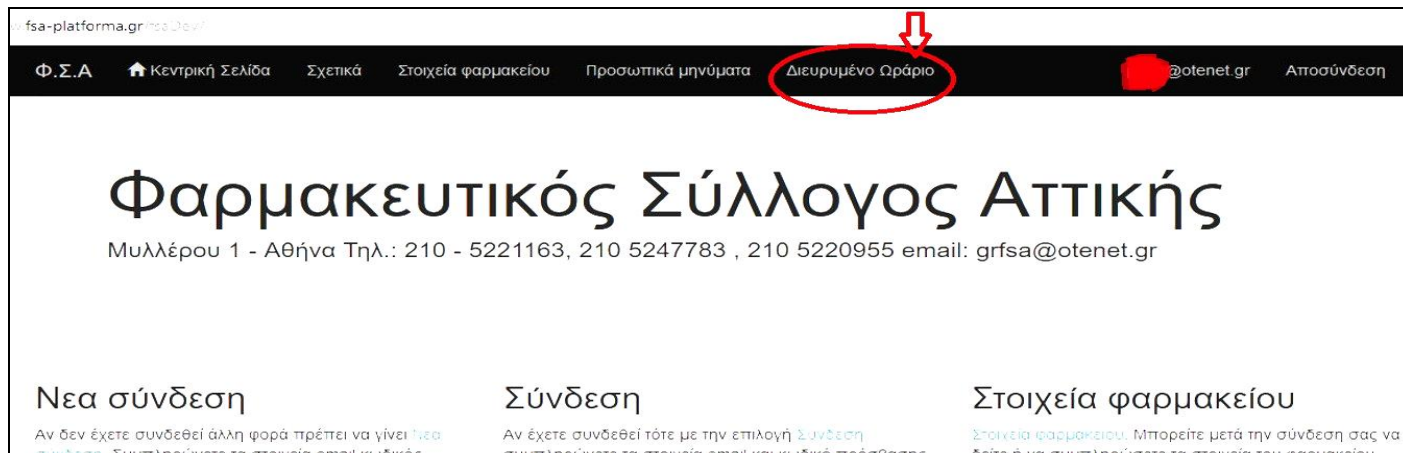 fsa-platforma.gr
Φ.Σ.Α Κεντρική Σελίδα Σχετικά Στοιχεία φαρμακείου Προσωπικά μηνύματα Διευρυμένο Ωράριο @otenet.gr Αποσύνδεση
Φαρμακευτικός Σύλλογος Αττικής
Μυλλέρου 1 - Αθήνα Τηλ.: 210 - 5221163, 210 5247783 , 210 5220955 email: grfsa@otenet.gr
Νεα σύνδεση
Αν δεν έχετε συνδεθεί άλλη φορά πρέπει να γίνει Νεα
Σύνδεση
Αν έχετε συνδεθεί τότε με την επιλογή Σύνδεση
Στοιχεία φαρμακείου
Στοιχεία φαρμακείου. Μπορείτε μετά την σύνδεση σας να